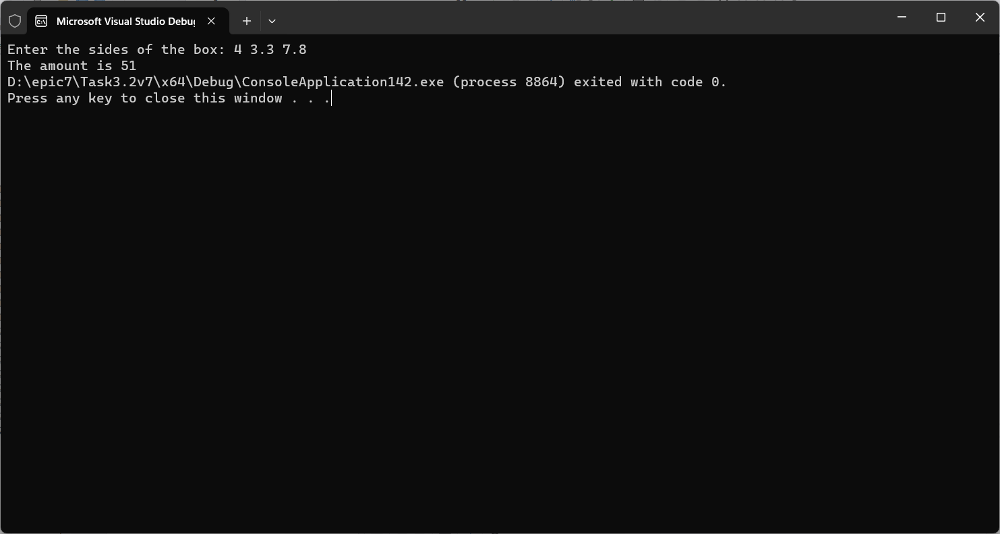 Microsoft Visual Studio Debu
Enter the sides of the box: 4 3.3 7.8
The amount is 51
D:\epic7\Task3.2v7\x64\Debug\ConsoleApplication142.exe (process 8864) exited with code 0.
Press any key to close this window . . .